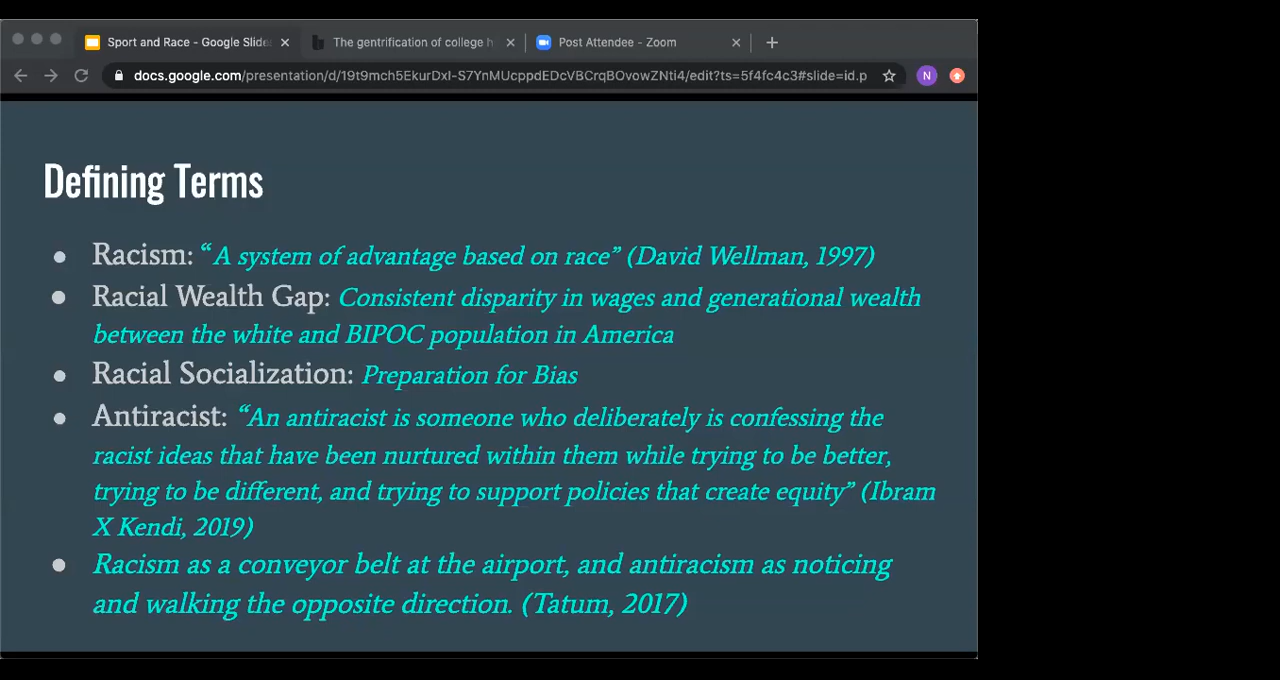 Sport and Race - Google Slide
The gentrification of college h
Post Attendee - Zoom
docs.google.com/presentation/d/19t9mch5EkurDxI-S7YnMUcppdEDcVBCrqBOvowZNti4/edit?ts=5f4fc4c3#slide=id.p
N
Defining Terms
● Racism: “A system of advantage based on race” (David Wellman, 1997)
● Racial Wealth Gap: Consistent disparity in wages and generational wealth
between the white and BIPOC population in America
● Racial Socialization: Preparation for Bias
● Antiracist: “An antiracist is someone who deliberately is confessing the
racist ideas that have been nurtured within them while trying to be better,
trying to be different, and trying to support policies that create equity” (Ibram
X Kendi, 2019)
● Racism as a conveyor belt at the airport, and antiracism as noticing
and walking the opposite direction. (Tatum, 2017)